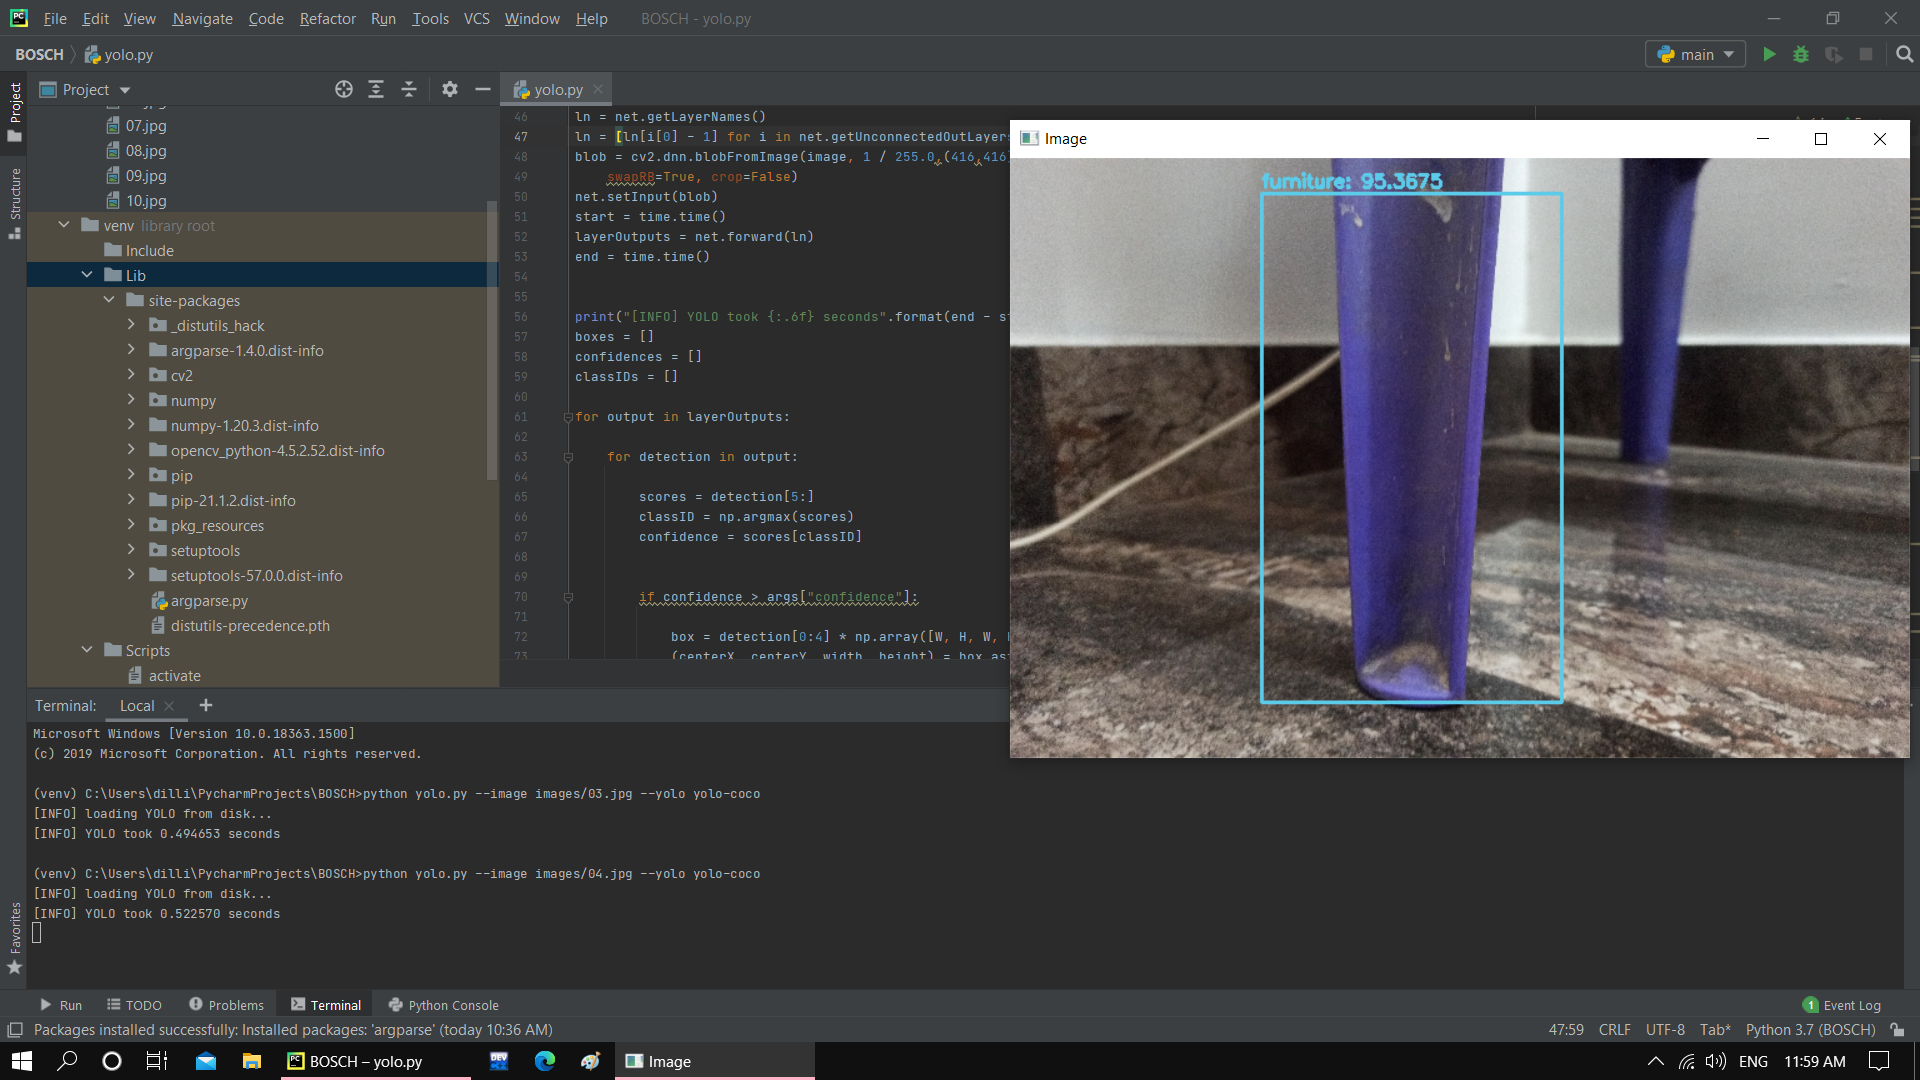 File Edit View Navigate Code Refactor Run Tools VCS Window Help BOSCH - yolo.py
BOSCH yolo.py
main
Project
Structure
Favorites
Project
07.jpg
08.jpg
09.jpg
10.jpg
venv library root
Include
Lib
site-packages
_distutils_hack
argparse-1.4.0.dist-info
cv2
numpy
numpy-1.20.3.dist-info
opencv_python-4.5.2.52.dist-info
pip
pip-21.1.2.dist-info
pkg_resources
setuptools
setuptools-57.0.0.dist-info
argparse.py
distutils-precedence.pth
Scripts
activate
yolo.py
46 ln = net.getLayerNames()
47 ln = [ln[i[0] - 1] for i in net.getUnconnectedOutLayers
48 blob = cv2.dnn.blobFromImage(image, 1 / 255.0,(416,416
49 swapRB=True, crop=False)
50 net.setInput(blob)
51 start = time.time()
52 layerOutputs = net.forward(ln)
53 end = time.time()
54
55
56 print("[INFO] YOLO took {:.6f} seconds".format(end - s
57 boxes = []
58 confidences = []
59 classIDs = []
60
61 for output in layerOutputs:
62
63 for detection in output:
64
65 scores = detection[5:]
66 classID = np.argmax(scores)
67 confidence = scores[classID]
68
69
70 if confidence > args["confidence"]:
71
72 box = detection[0:4] * np.array([W, H, W,
73 (centerX, centerY, width, height) = box.as
Image
furniture: 95.3675
Terminal: Local
Microsoft Windows [Version 10.0.18363.1500]
(c) 2019 Microsoft Corporation. All rights reserved.
(venv) C:\Users\dilli\PycharmProjects\BOSCH>python yolo.py --image images/03.jpg --yolo yolo-coco
[INFO] loading YOLO from disk...
[INFO] YOLO took 0.494653 seconds
(venv) C:\Users\dilli\PycharmProjects\BOSCH>python yolo.py --image images/04.jpg --yolo yolo-coco
[INFO] loading YOLO from disk...
[INFO] YOLO took 0.522570 seconds
Run TODO Problems Terminal Python Console 1 Event Log
Packages installed successfully: Installed packages: 'argparse' (today 10:36 AM) 47:59 CRLF UTF-8 Tab* Python 3.7 (BOSCH)
BOSCH – yolo.py DEV Image ENG 11:59 AM